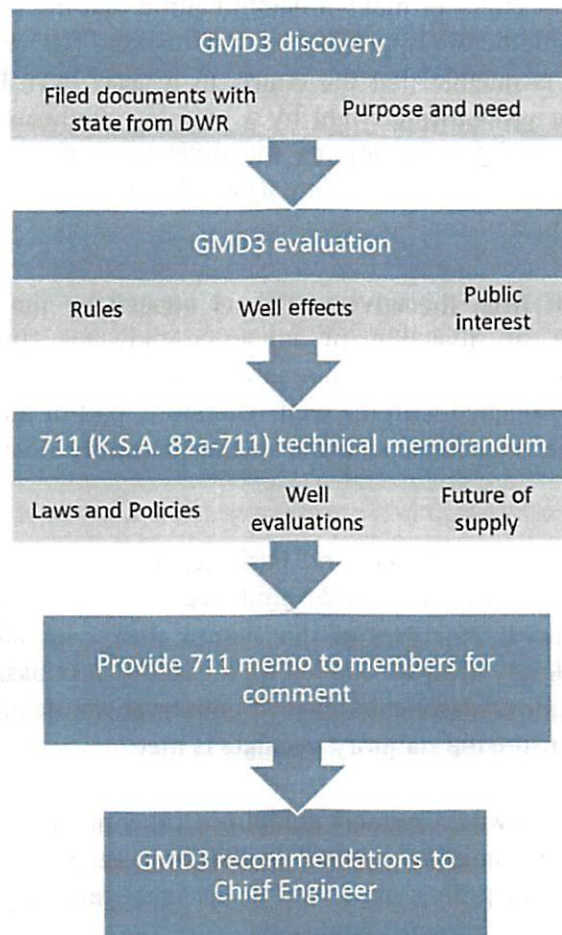 GMD3 discovery
Filed documents with
state from DWR
Purpose and need
GMD3 evaluation
Rules
Well effects
Public
interest
711 (K.S.A. 82a-711) technical memorandum
Laws and Policies
Well
evaluations
Future of
supply
Provide 711 memo to members for
comment
GMD3 recommendations to
Chief Engineer